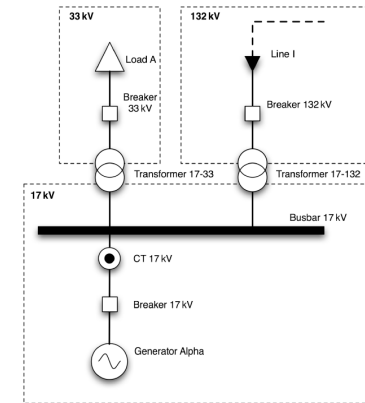 33 kV
132 kV
Load A
Line I
Breaker
33 kV
Breaker 132 kV
Transformer 17-33
Transformer 17-132
17 kV
Busbar 17 kV
CT 17 kV
Breaker 17 kV
Generator Alpha